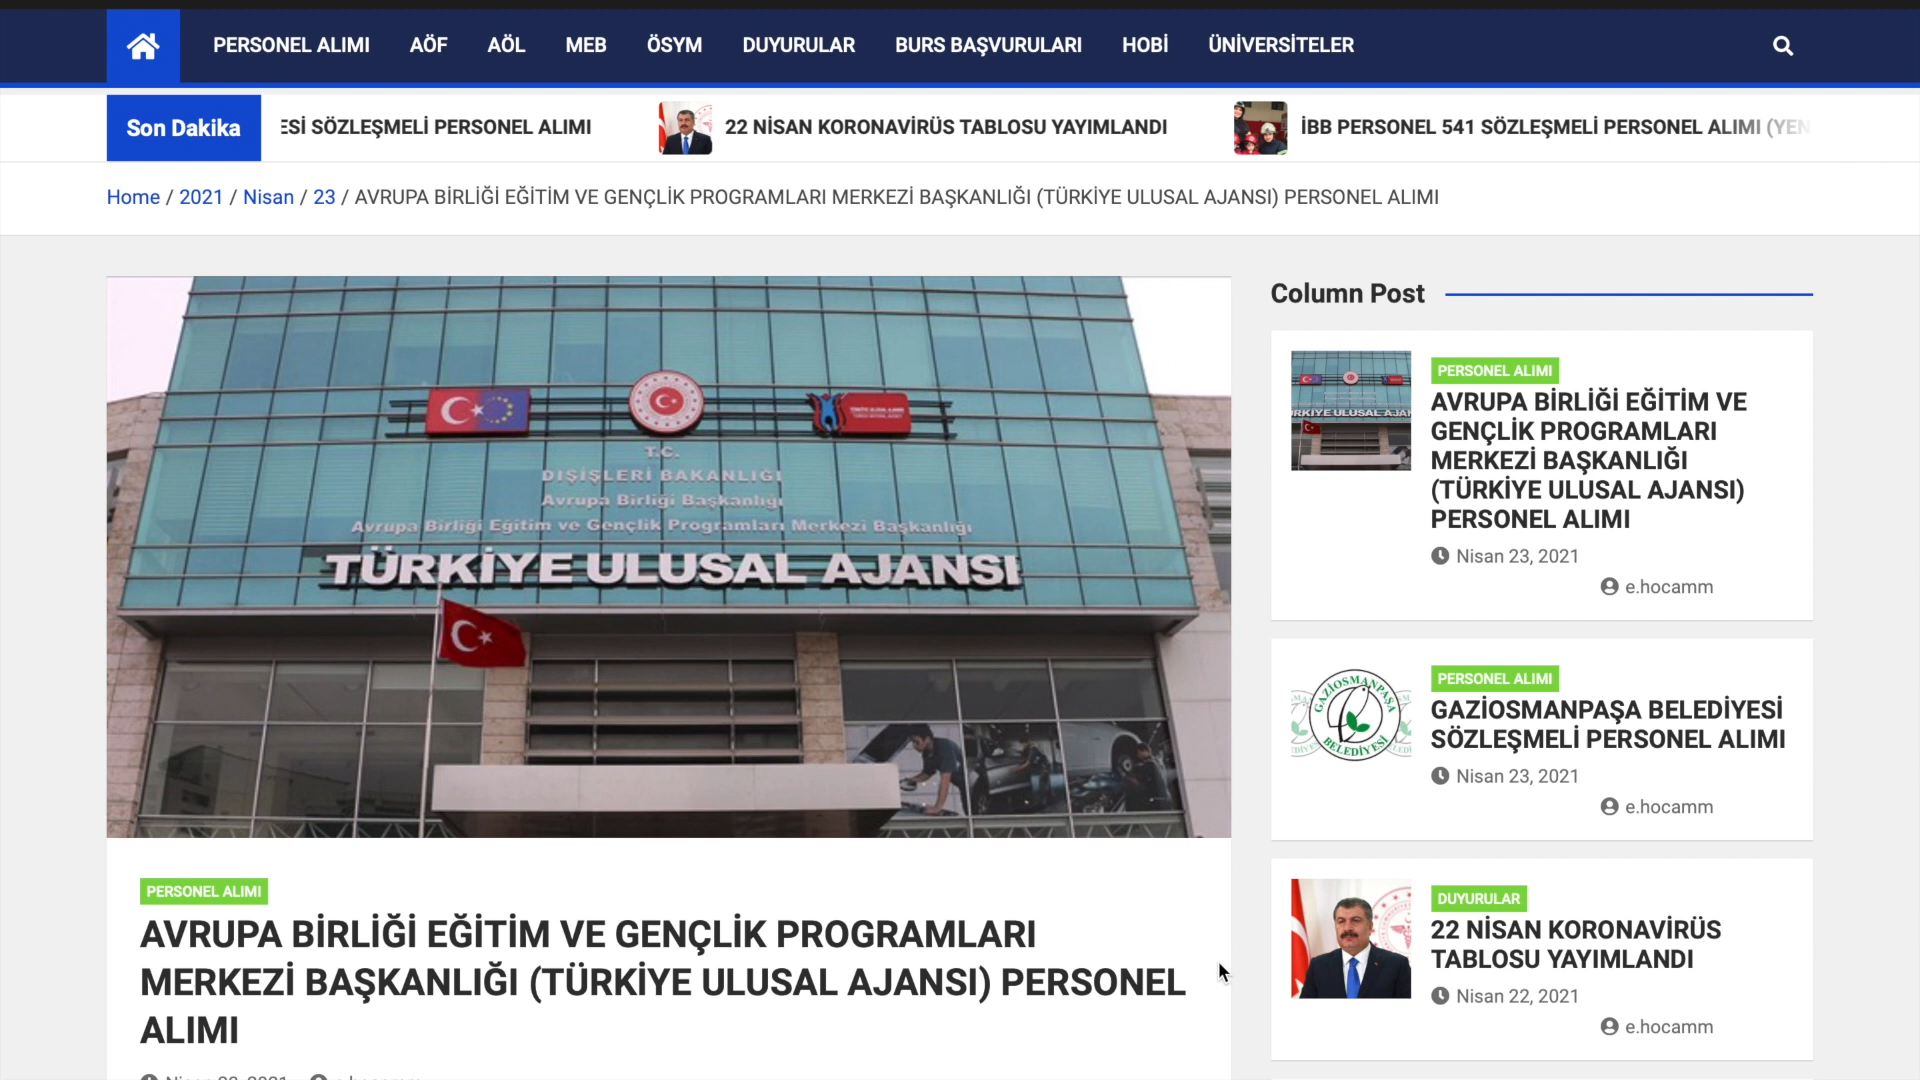 PERSONEL ALIMI AÖF AÖL MEB ÖSYM DUYURULAR BURS BAŞVURULARI HOBİ ÜNİVERSİTELER
Son Dakika
SÖZLEŞMELİ PERSONEL ALIMI
22 NİSAN KORONAVİRÜS TABLOSU YAYIMLANDI
İBB PERSONEL 541 SÖZLEŞMELİ PERSONEL ALIMI (YEN
Home / 2021 / Nisan / 23 / AVRUPA BİRLİĞİ EĞİTİM VE GENÇLİK PROGRAMLARI MERKEZİ BAŞKANLIĞI (TÜRKİYE ULUSAL AJANSI) PERSONEL ALIMI
T.C.
DIŞİŞLERİ BAKANLIĞI
Avrupa Birliği Başkanlığı
Avrupa Birliği Eğitim ve Gençlik Programları Merkezi Başkanlığı
TÜRKİYE ULUSAL AJANSI
PERSONEL ALIMI
AVRUPA BİRLİĞİ EĞİTİM VE GENÇLİK PROGRAMLARI
MERKEZİ BAŞKANLIĞI (TÜRKİYE ULUSAL AJANSI) PERSONEL
ALIMI
Column Post
PERSONEL ALIMI
AVRUPA BİRLİĞİ EĞİTİM VE
GENÇLİK PROGRAMLARI
MERKEZİ BAŞKANLIĞI
(TÜRKİYE ULUSAL AJANSI)
PERSONEL ALIMI
Nisan 23, 2021
e.hocamm
GAZİOSMANPAŞA
BELEDİYESİ
PERSONEL ALIMI
GAZİOSMANPAŞA BELEDİYESİ
SÖZLEŞMELİ PERSONEL ALIMI
Nisan 23, 2021
e.hocamm
DUYURULAR
22 NİSAN KORONAVİRÜS
TABLOSU YAYIMLANDI
Nisan 22, 2021
e.hocamm